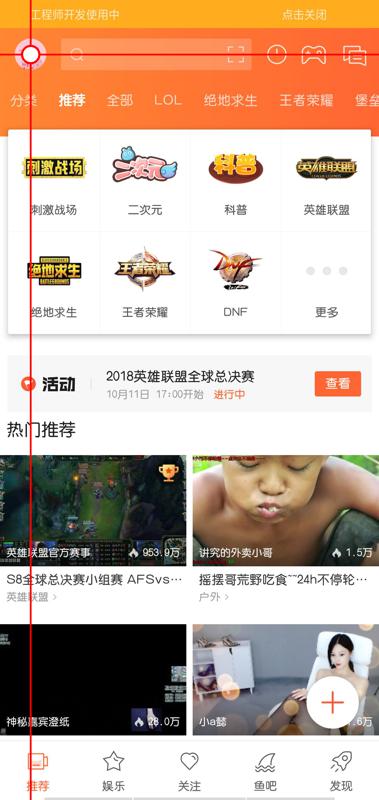 工程师开发使用中
点击关闭
分类 推荐 全部 LOL 绝地求生 王者荣耀 堡垒
刺激战场 二次元 科普 英雄联盟
刺激战场 二次元 科普 英雄联盟
绝地求生 王者荣耀 DNF
绝地求生 王者荣耀 DNF 更多
活动
2018英雄联盟全球总决赛
10月11日 17:00开始 进行中
查看
热门推荐
英雄联盟官方赛事 953.9万
讲究的外卖小哥 1.5万
S8全球总决赛小组赛 AFSvs…
英雄联盟 >
摇摆哥荒野吃食~~24h不停轮…
户外 >
神秘嘉宾澄纸 28.0万
小a懿
推荐 娱乐 关注 鱼吧 发现